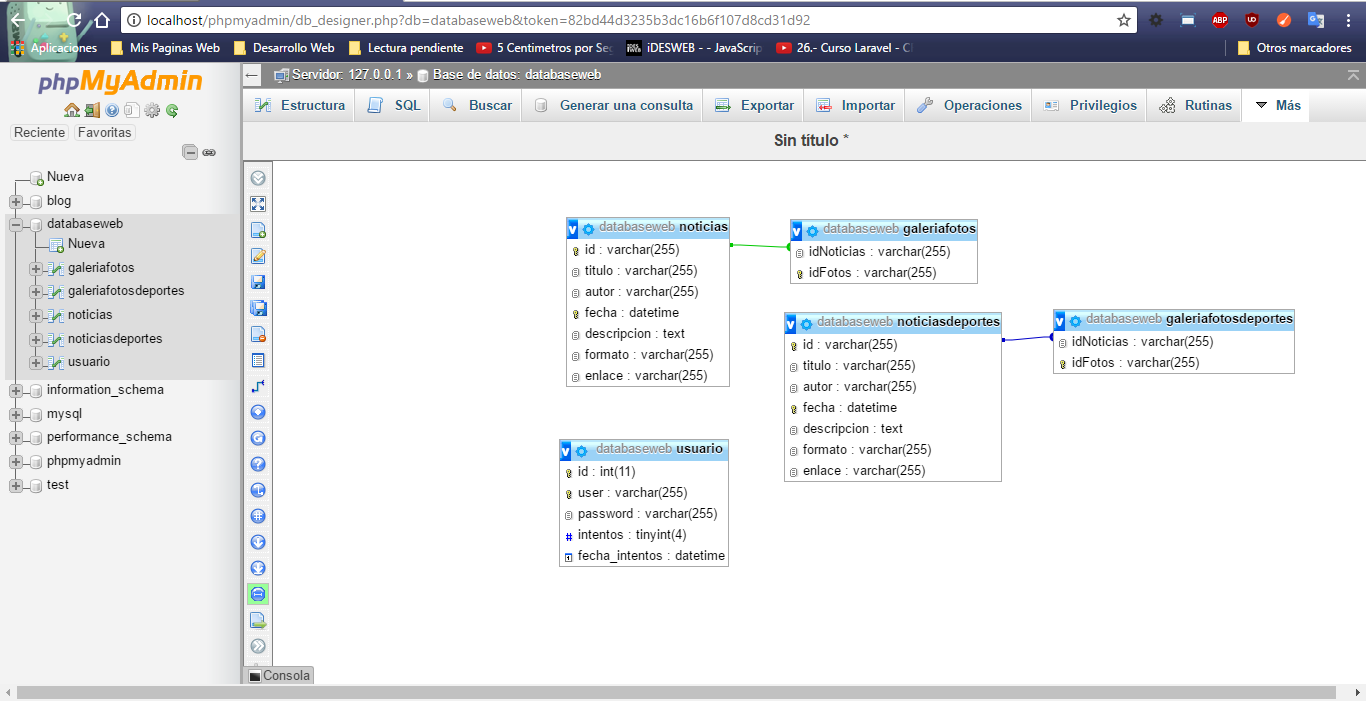 localhost/phpmyadmin/db_designer.php?db=databaseweb&token=82bd44d3235b3dc16b6f107d8cd31d92
Aplicaciones Mis Paginas Web Desarrollo Web Lectura pendiente 5 Centimetros por Seg iDESWEB - - JavaScrip 26.- Curso Laravel - Cl Otros marcadores
phpMyAdmin
Reciente Favoritas
Nueva
blog
databaseweb
Nueva
galeriafotos
galeriafotosdeportes
noticias
noticiasdeportes
usuario
information_schema
mysql
performance_schema
phpmyadmin
test
Servidor: 127.0.0.1 » Base de datos: databaseweb
Estructura SQL Buscar Generar una consulta Exportar Importar Operaciones Privilegios Rutinas Más
Sin título *
databaseweb noticias
id : varchar(255)
titulo : varchar(255)
autor : varchar(255)
fecha : datetime
descripcion : text
formato : varchar(255)
enlace : varchar(255)
databaseweb galeriafotos
idNoticias : varchar(255)
idFotos : varchar(255)
databaseweb noticiasdeportes
id : varchar(255)
titulo : varchar(255)
autor : varchar(255)
fecha : datetime
descripcion : text
formato : varchar(255)
enlace : varchar(255)
databaseweb galeriafotosdeportes
idNoticias : varchar(255)
idFotos : varchar(255)
databaseweb usuario
id : int(11)
user : varchar(255)
password : varchar(255)
intentos : tinyint(4)
fecha_intentos : datetime
Consola